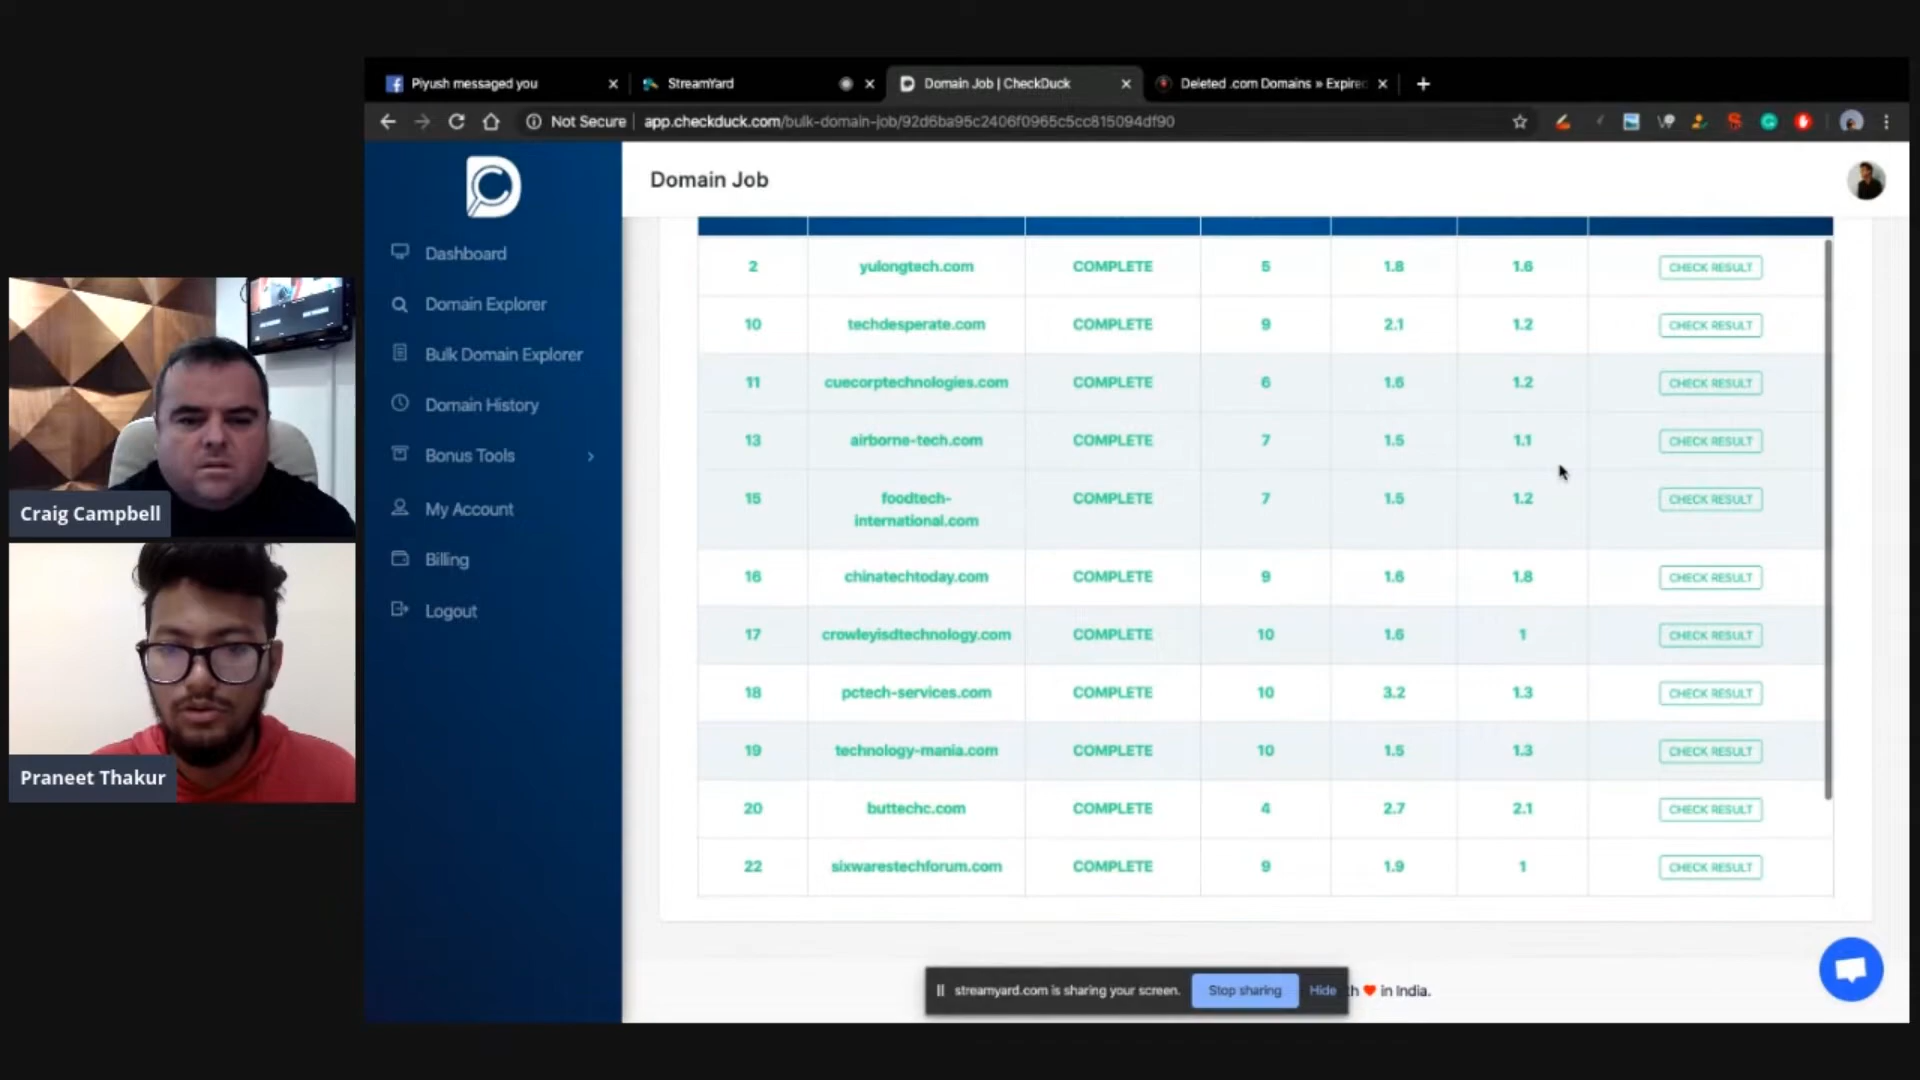 Piyush messaged you
StreamYard
Domain Job | CheckDuck
Deleted .com Domains » Expired
Not Secure
app.checkduck.com/bulk-domain-job/92d6ba95c2406f0965c5cc815094df90
Domain Job
Dashboard
Domain Explorer
Bulk Domain Explorer
Domain History
Bonus Tools
My Account
Billing
Logout
2 yulongtech.com COMPLETE 5 1.8 1.6 CHECK RESULT
10 techdesperate.com COMPLETE 9 2.1 1.2 CHECK RESULT
11 cuecorptechnologies.com COMPLETE 6 1.6 1.2 CHECK RESULT
13 airborne-tech.com COMPLETE 7 1.5 1.1 CHECK RESULT
15 foodtech- COMPLETE 7 1.5 1.2 CHECK RESULT
international.com
16 chinatechtoday.com COMPLETE 9 1.6 1.8 CHECK RESULT
17 crowleyisdtechnology.com COMPLETE 10 1.6 1 CHECK RESULT
18 pctech-services.com COMPLETE 10 3.2 1.3 CHECK RESULT
19 technology-mania.com COMPLETE 10 1.5 1.3 CHECK RESULT
20 buttechc.com COMPLETE 4 2.7 2.1 CHECK RESULT
22 sixwarestechforum.com COMPLETE 9 1.9 1 CHECK RESULT
streamyard.com is sharing your screen. Stop sharing Hide th in India.
Craig Campbell
Praneet Thakur